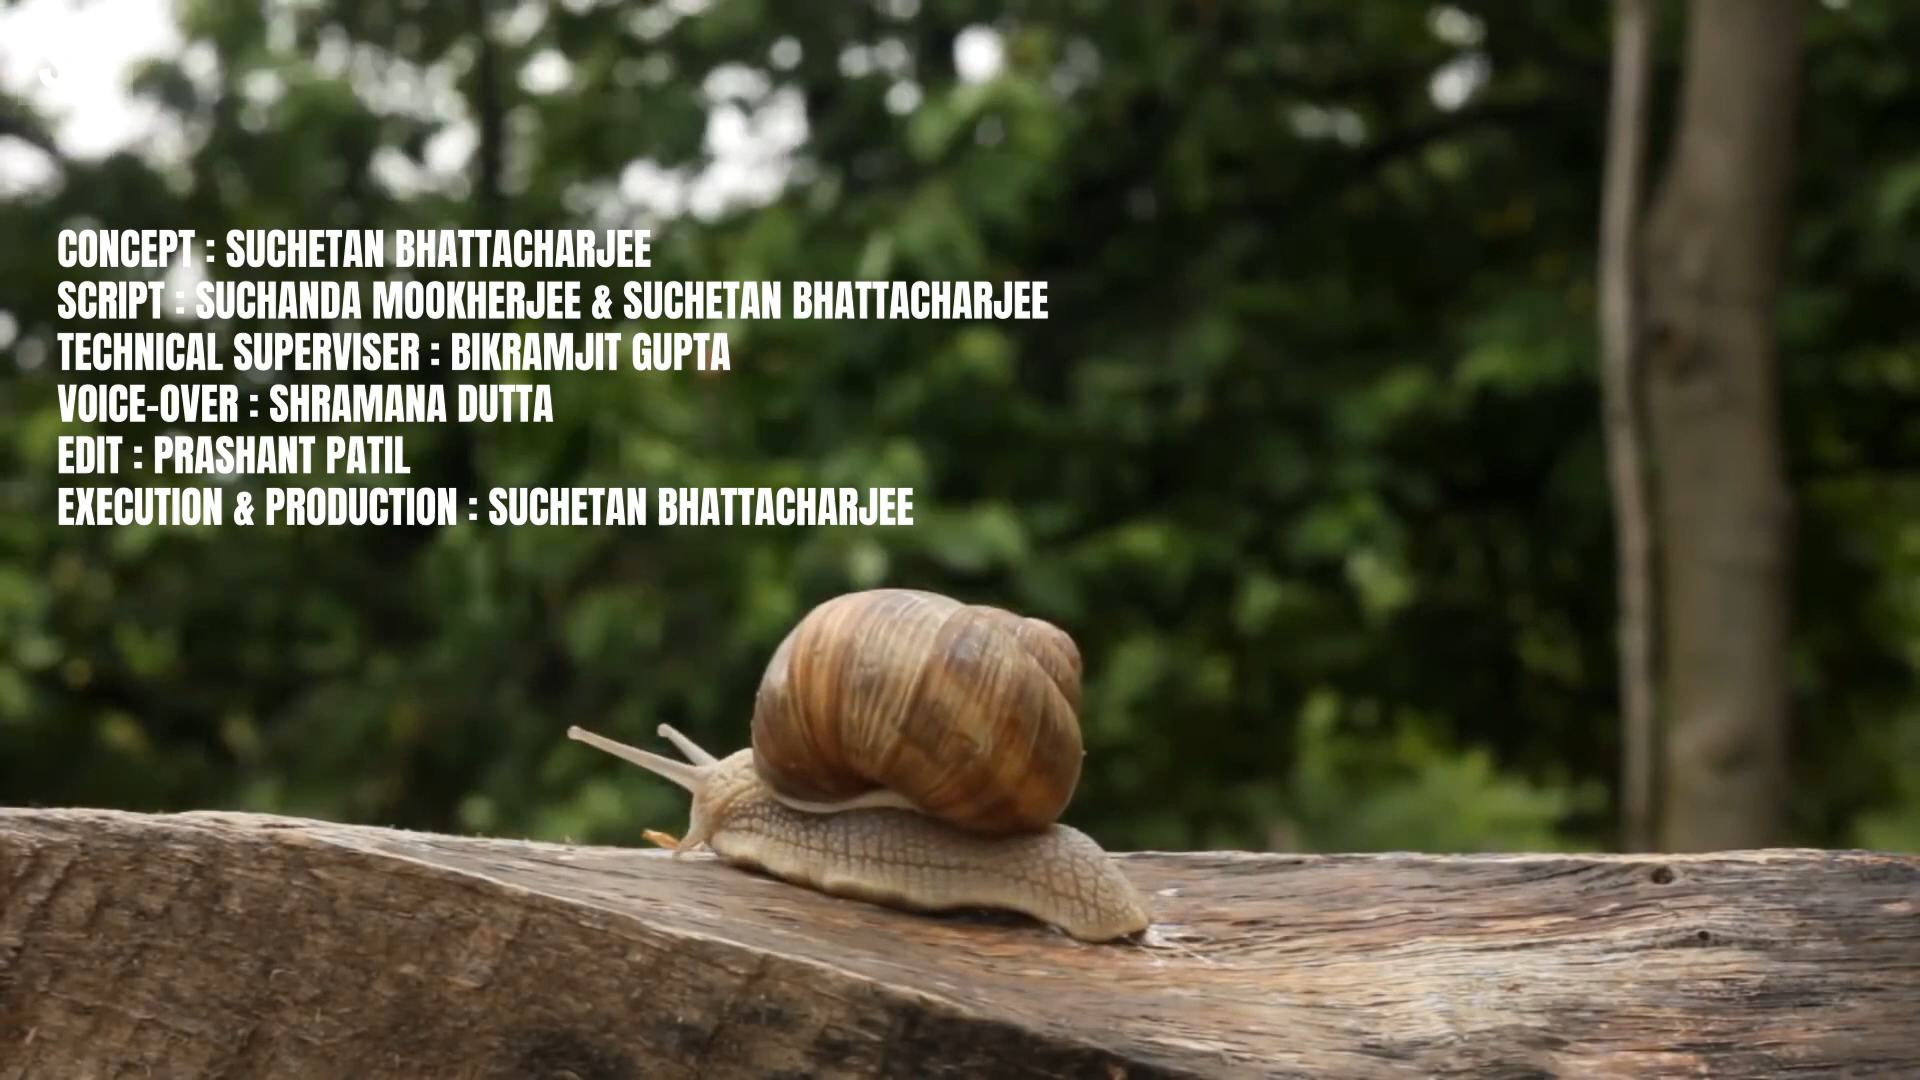 CONCEPT : SUCHETAN BHATTACHARJEE
SCRIPT : SUCHANDA MOOKHERJEE & SUCHETAN BHATTACHARJEE
TECHNICAL SUPERVISER : BIKRAMJIT GUPTA
VOICE-OVER : SHRAMANA DUTTA
EDIT : PRASHANT PATIL
EXECUTION & PRODUCTION : SUCHETAN BHATTACHARJEE